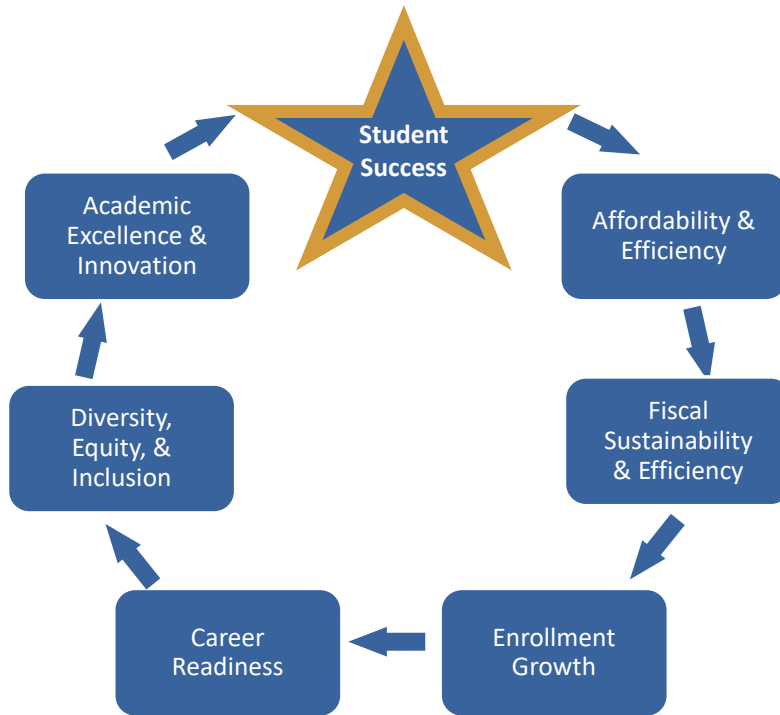 Student
Success
Affordability &
Efficiency
Fiscal
Sustainability
& Efficiency
Enrollment
Growth
Career
Readiness
Diversity,
Equity, &
Inclusion
Academic
Excellence &
Innovation